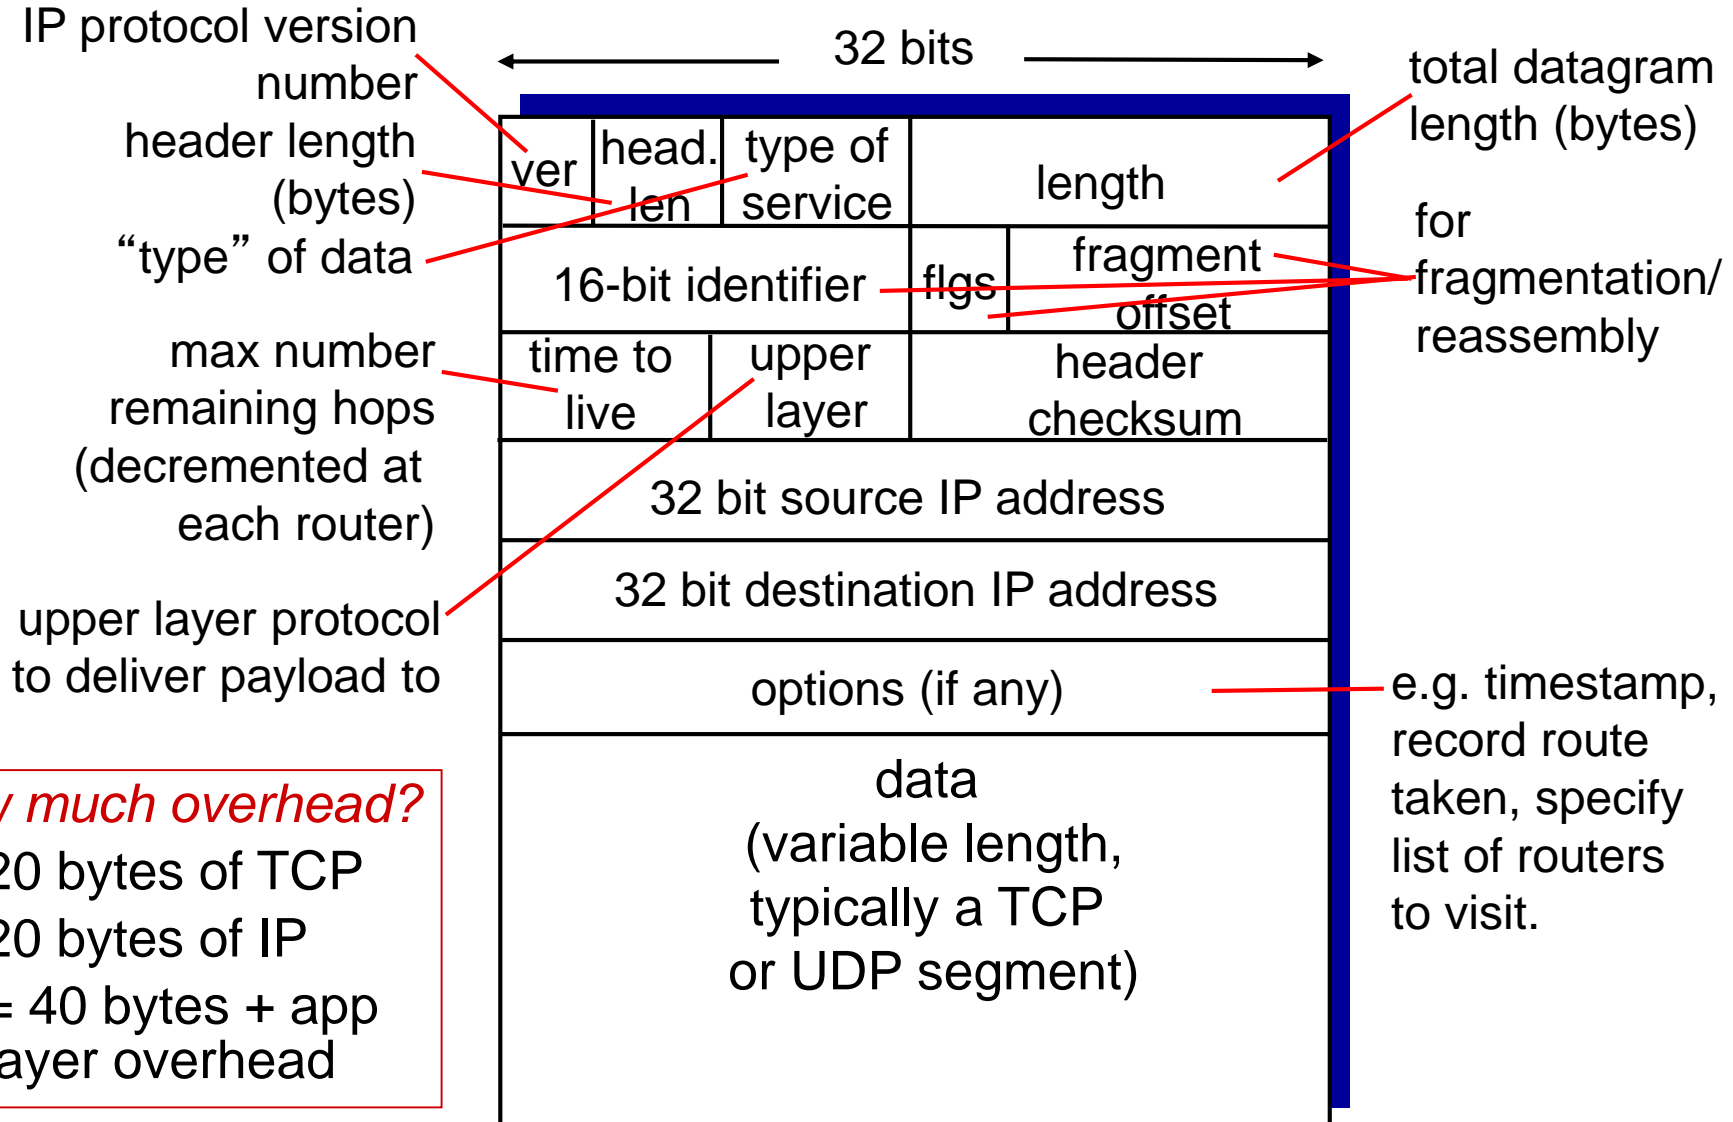 IP protocol version
number
header length
(bytes)
“type” of data
max number
remaining hops
(decremented at
each router)
upper layer protocol
to deliver payload to
much overhead?
20 bytes of TCP
20 bytes of IP
= 40 bytes + app
ayer overhead
32 bits
ver
head.
len
type of
service
length
16-bit identifier
flgs
fragment
offset
time to
live
upper
layer
header
checksum
32 bit source IP address
32 bit destination IP address
options (if any)
data
(variable length,
typically a TCP
or UDP segment)
total datagram
length (bytes)
for
fragmentation/
reassembly
e.g. timestamp,
record route
taken, specify
list of routers
to visit.